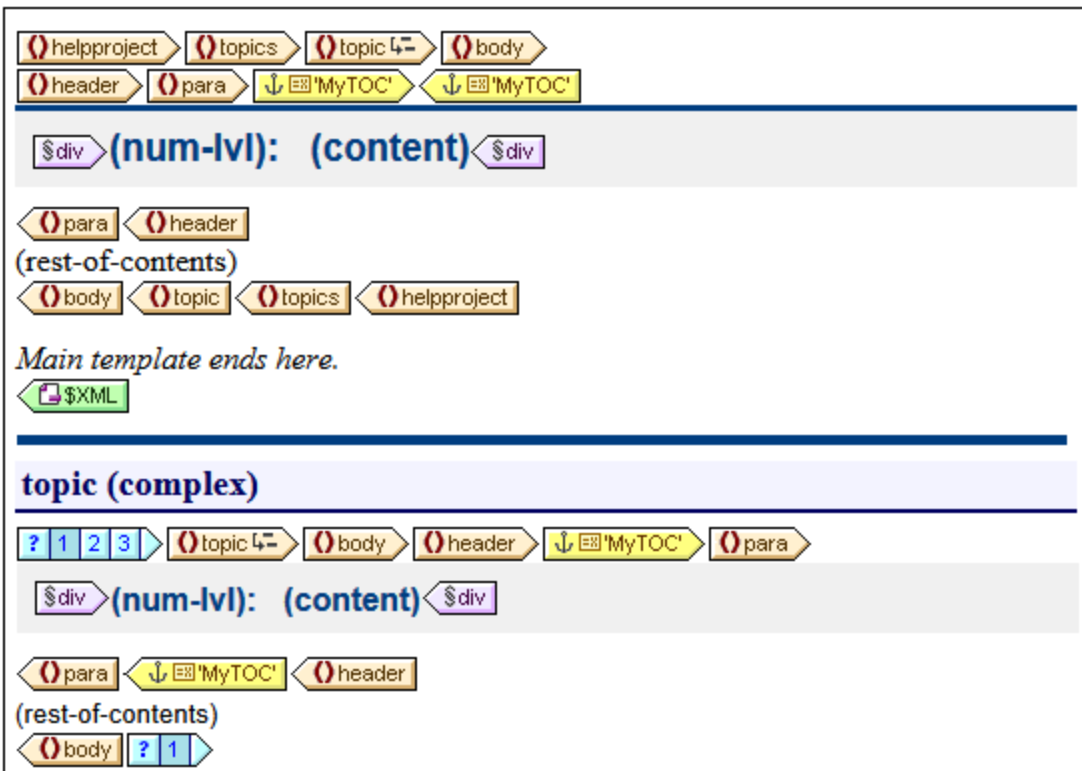 ()helpproject ()topics ()topic ()body
()header ()para 'MyTOC' 'MyTOC'
§div (num-lvl): (content) §div
()para ()header
(rest-of-contents)
()body ()topic ()topics ()helpproject
Main template ends here.
$XML
topic (complex)
? 1 2 3 ()topic ()body ()header 'MyTOC' ()para
§div (num-lvl): (content) §div
()para 'MyTOC' ()header
(rest-of-contents)
()body ? 1